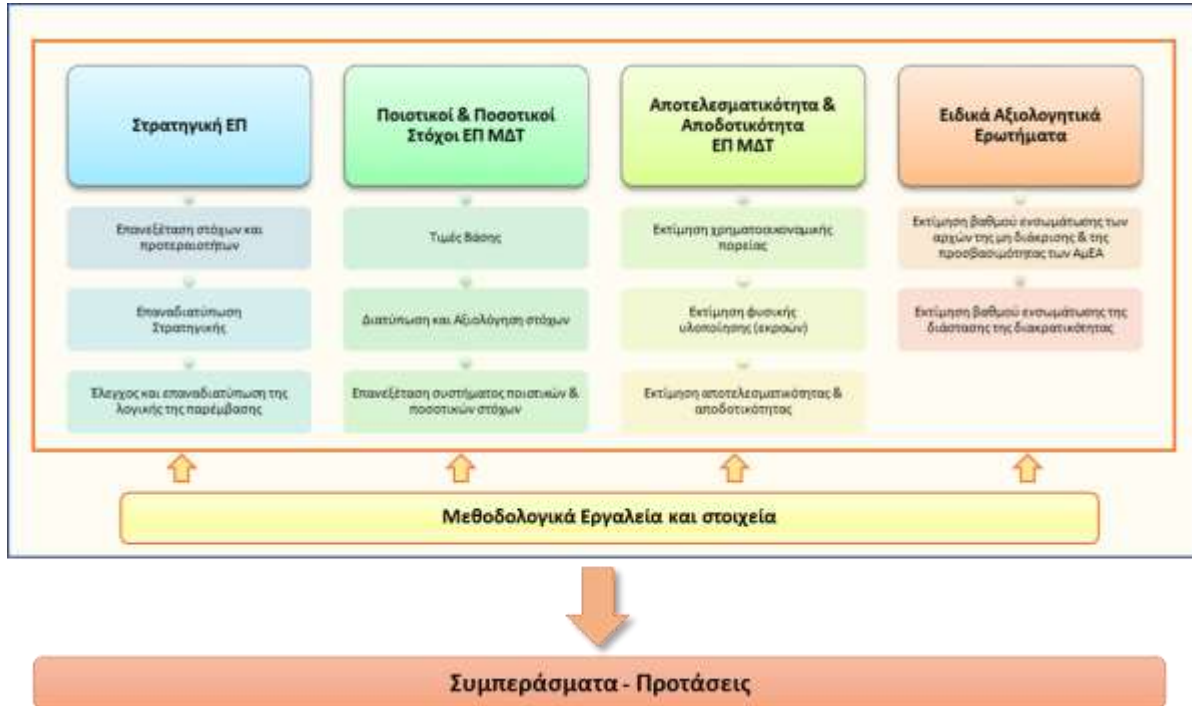 Στρατηγική ΕΠ
Επανεξέταση στόχων και
προτεραιοτήτων
Επαναδιατύπωση
Στρατηγικής
Έλεγχος και επαναδιατύπωση της
λογικής της παρέμβασης
Ποιοτικοί & Ποσοτικοί
Στόχοι ΕΠ ΜΔΤ
Τιμές Βάσης
Διατύπωση και Αξιολόγηση στόχων
Επανεξέταση συστήματος ποιοτικών &
ποσοτικών στόχων
Αποτελεσματικότητα &
Αποδοτικότητα
ΕΠ ΜΔΤ
Εκτίμηση χρηματοοικονομικής
πορείας
Εκτίμηση φυσικής
υλοποίησης (εκροών)
Εκτίμηση αποτελεσματικότητας &
αποδοτικότητας
Ειδικά Αξιολογητικά
Ερωτήματα
Εκτίμηση βαθμού ενσωμάτωσης των
αρχών της μη διάκρισης & της
προσβασιμότητας των ΑμΕΑ
Εκτίμηση βαθμού ενσωμάτωσης της
διάστασης της διακρατικότητας
Μεθοδολογικά Εργαλεία και στοιχεία
Συμπεράσματα - Προτάσεις